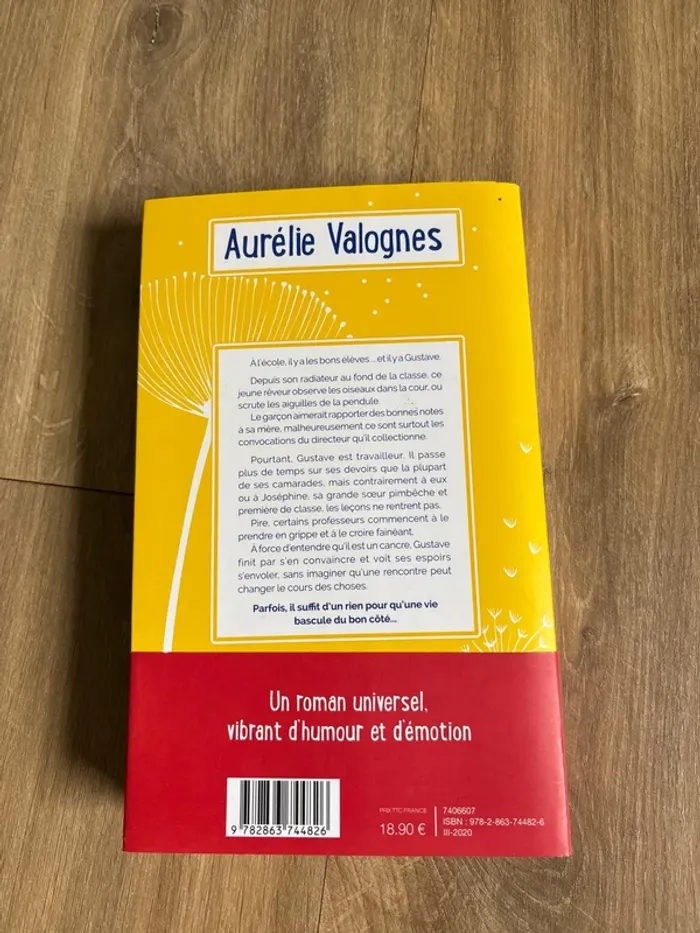 Aurélie Valognes
À l'école, il y a les bons élèves... et il y a Gustave.
Depuis son radiateur au fond de la classe, ce
jeune rêveur observe les oiseaux dans la cour, ou
scrute les aiguilles de la pendule.
Le garçon aimerait rapporter des bonnes notes
à sa mère, malheureusement ce sont surtout les
convocations du directeur qu'il collectionne.
Pourtant, Gustave est travailleur. Il passe
plus de temps sur ses devoirs que la plupart
de ses camarades, mais contrairement à eux
ou à Joséphine, sa grande sœur pimbêche et
première de classe, les leçons ne rentrent pas.
Pire, certains professeurs commencent à le
prendre en grippe et à le croire fainéant.
À force d'entendre qu'il est un cancre, Gustave
finit par s'en convaincre et voit ses espoirs
s'envoler, sans imaginer qu'une rencontre peut
changer le cours des choses.
Parfois, il suffit d'un rien pour qu'une vie
bascule du bon côté...
Un roman universel,
vibrant d'humour et d'émotion
9 782863 744826
PRIX TTC FRANCE
18.90 €
7406607
ISBN : 978-2-863-74482-6
III-2020